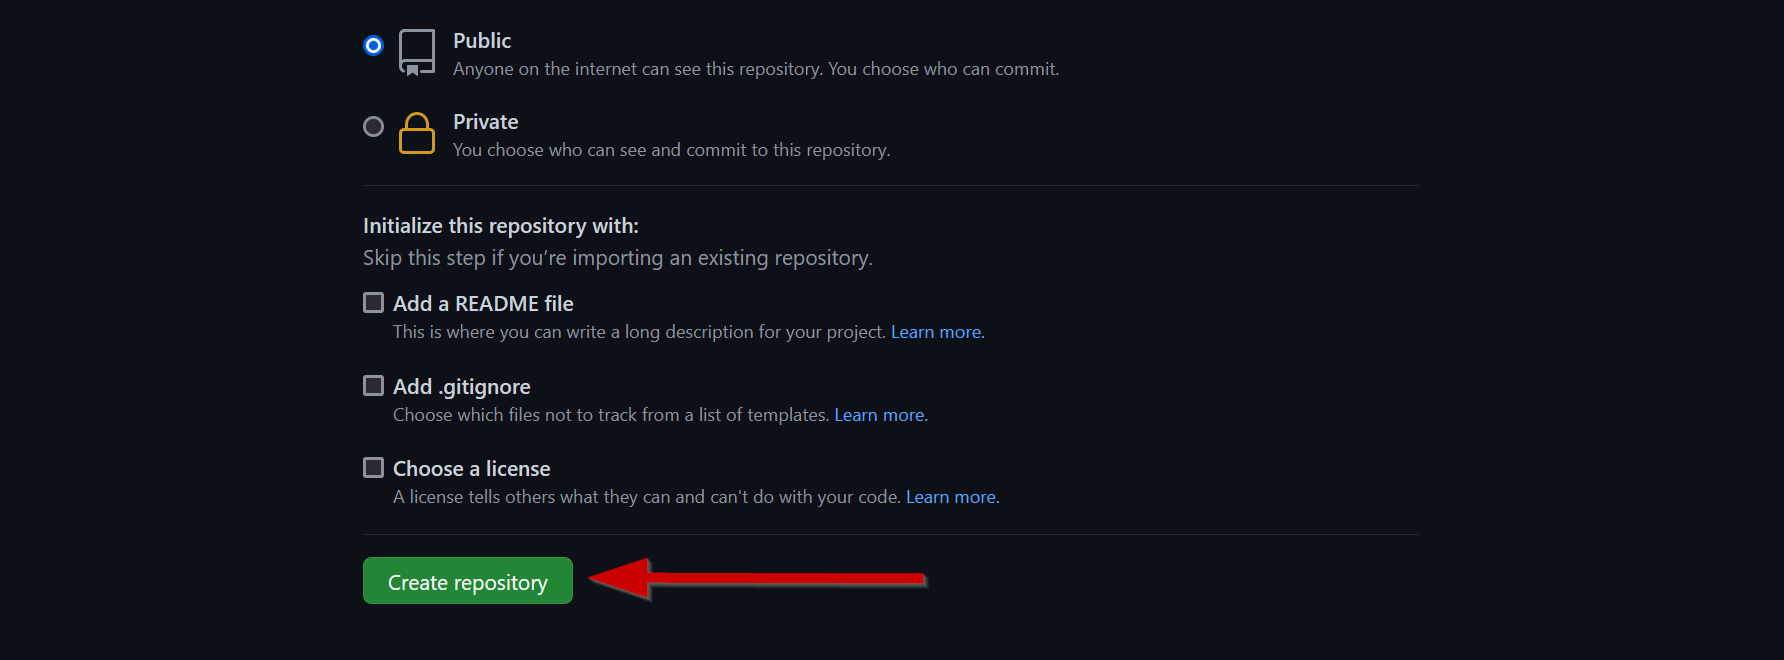 Public
Anyone on the internet can see this repository. You choose who can commit.
Private
You choose who can see and commit to this repository.
Initialize this repository with:
Skip this step if you’re importing an existing repository.
Add a README file
This is where you can write a long description for your project. Learn more.
Add .gitignore
Choose which files not to track from a list of templates. Learn more.
Choose a license
A license tells others what they can and can't do with your code. Learn more.
Create repository